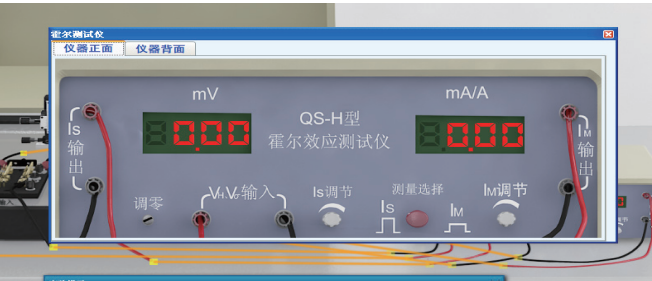 霍尔测试仪
仪器正面 仪器背面
mV
mA/A
QS-H型
霍尔效应测试仪
0.00
0.00
Is
输出
IM
输出
调零
VH.Vσ输入
Is调节
测量选择
IM调节
Is
IM